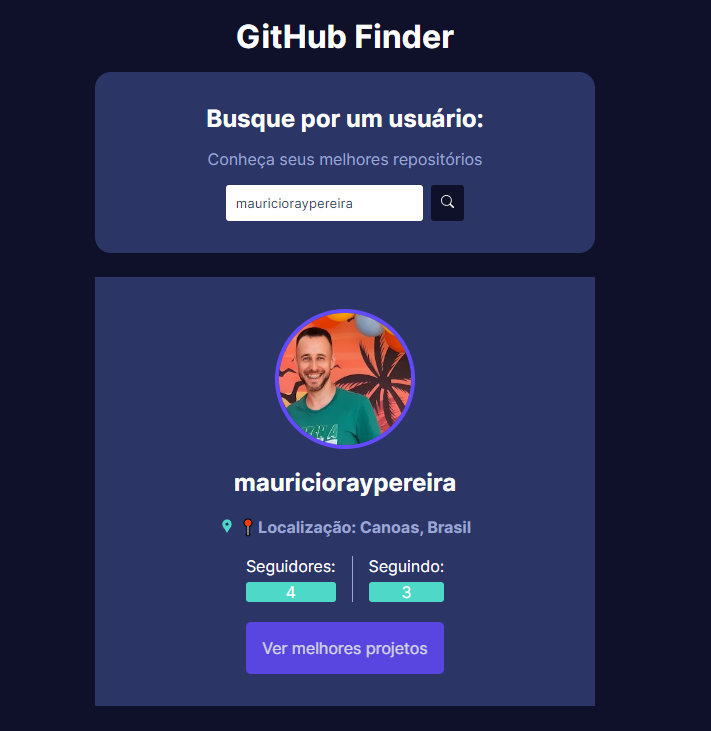 GitHub Finder
Busque por um usuário:
Conheça seus melhores repositórios
mauricioraypereira
mauricioraypereira
Localização: Canoas, Brasil
Seguidores: Seguindo:
4 3
Ver melhores projetos